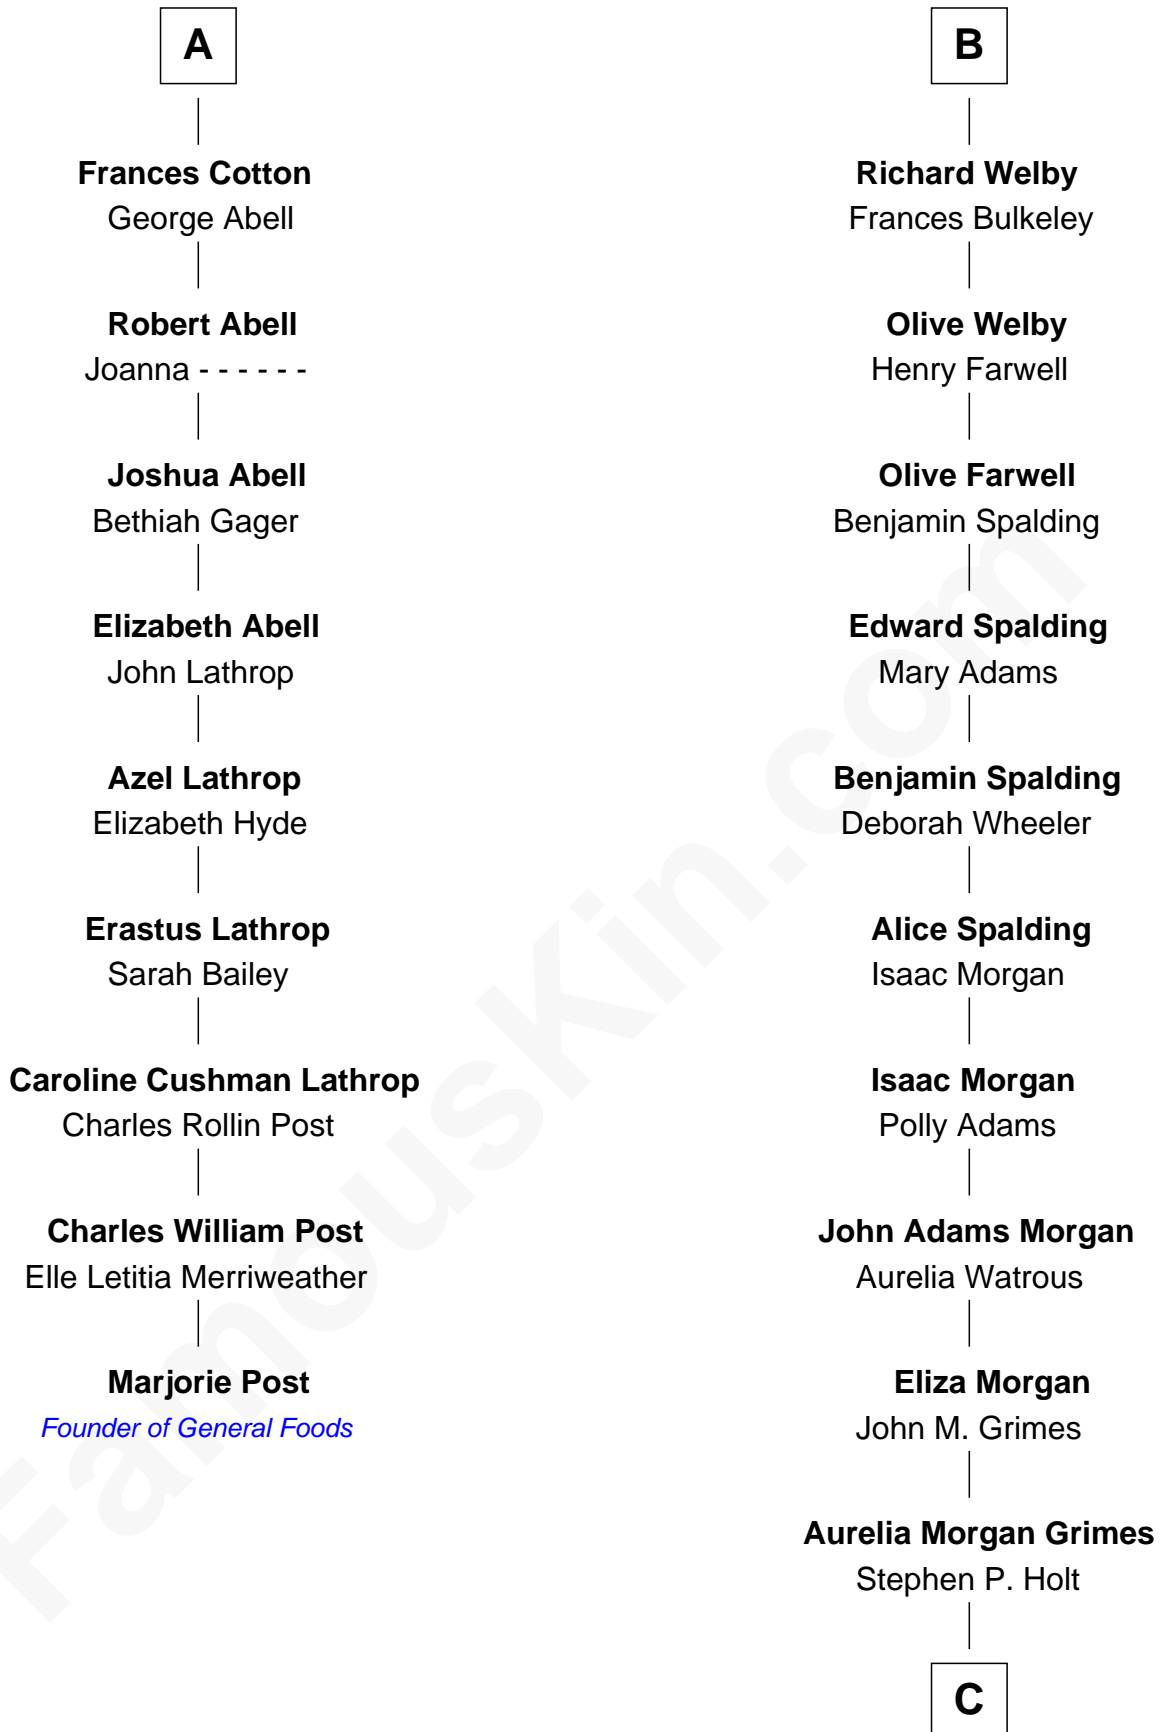 A
Frances Cotton
George Abell
Robert Abell
Joanna - - - - - -
Joshua Abell
Bethiah Gager
Elizabeth Abell
John Lathrop
Azel Lathrop
Elizabeth Hyde
Erastus Lathrop
Sarah Bailey
Caroline Cushman Lathrop
Charles Rollin Post
Charles William Post
Elle Letitia Merriweather
Marjorie Post
Founder of General Foods
B
Richard Welby
Frances Bulkeley
Olive Welby
Henry Farwell
Olive Farwell
Benjamin Spalding
Edward Spalding
Mary Adams
Benjamin Spalding
Deborah Wheeler
Alice Spalding
Isaac Morgan
Isaac Morgan
Polly Adams
John Adams Morgan
Aurelia Watrous
Eliza Morgan
John M. Grimes
Aurelia Morgan Grimes
Stephen P. Holt
C
FamousKin.com